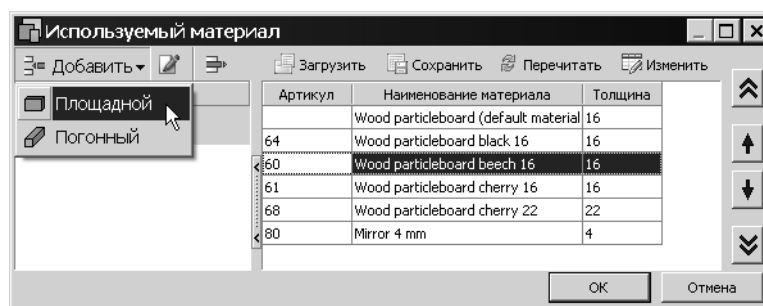 Используемый материал
Добавить Загрузить Сохранить Перечитать Изменить
Площадной
Погонный
Артикул Наименование материала Толщина
Wood particleboard (default material 16
64 Wood particleboard black 16 16
60 Wood particleboard beech 16 16
61 Wood particleboard cherry 16 16
68 Wood particleboard cherry 22 22
80 Mirror 4 mm 4
OK Отмена